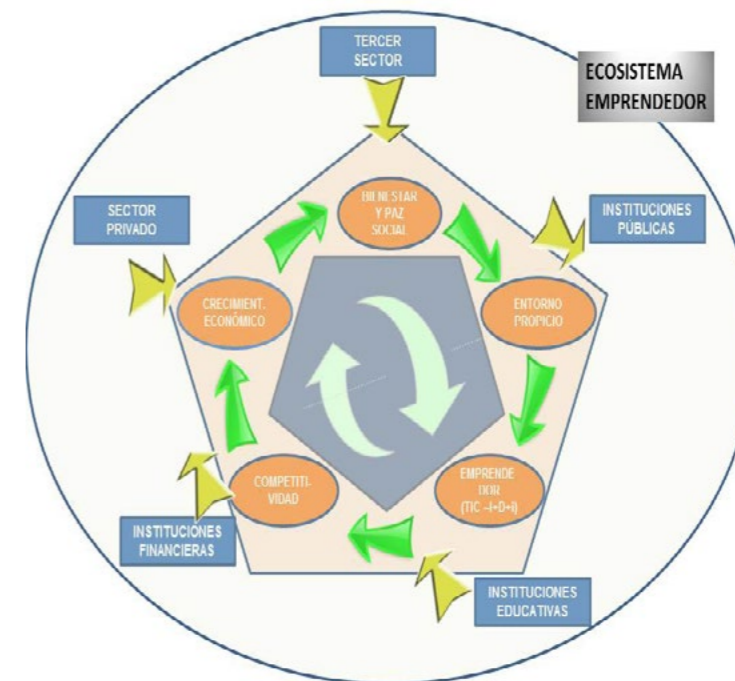 TERCER
SECTOR
ECOSISTEMA
EMPRENDEDOR
BIENESTAR
Y PAZ
SOCIAL
SECTOR
PRIVADO
INSTITUCIONES
PÚBLICAS
CRECIMIENT.
ECONÓMICO
ENTORNO
PROPICIO
COMPETITI-
VIDAD
EMPRENDE
DOR
(TIC –I+D+i)
INSTITUCIONES
FINANCIERAS
INSTITUCIONES
EDUCATIVAS